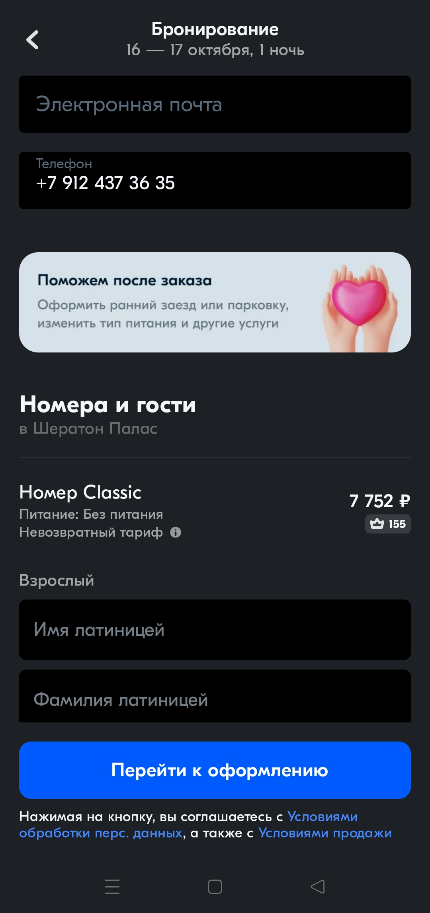 Бронирование
16 — 17 октября, 1 ночь
Электронная почта
Телефон
+7 912 437 36 35
Поможем после заказа
Оформить ранний заезд или парковку,
изменить тип питания и другие услуги
Номера и гости
в Шератон Палас
Номер Classic
7 752 ₽
Питание: Без питания
155
Невозвратный тариф
Взрослый
Имя латиницей
Фамилия латиницей
Перейти к оформлению
Нажимая на кнопку, вы соглашаетесь с Условиями
обработки перс. данных, а также с Условиями продажи